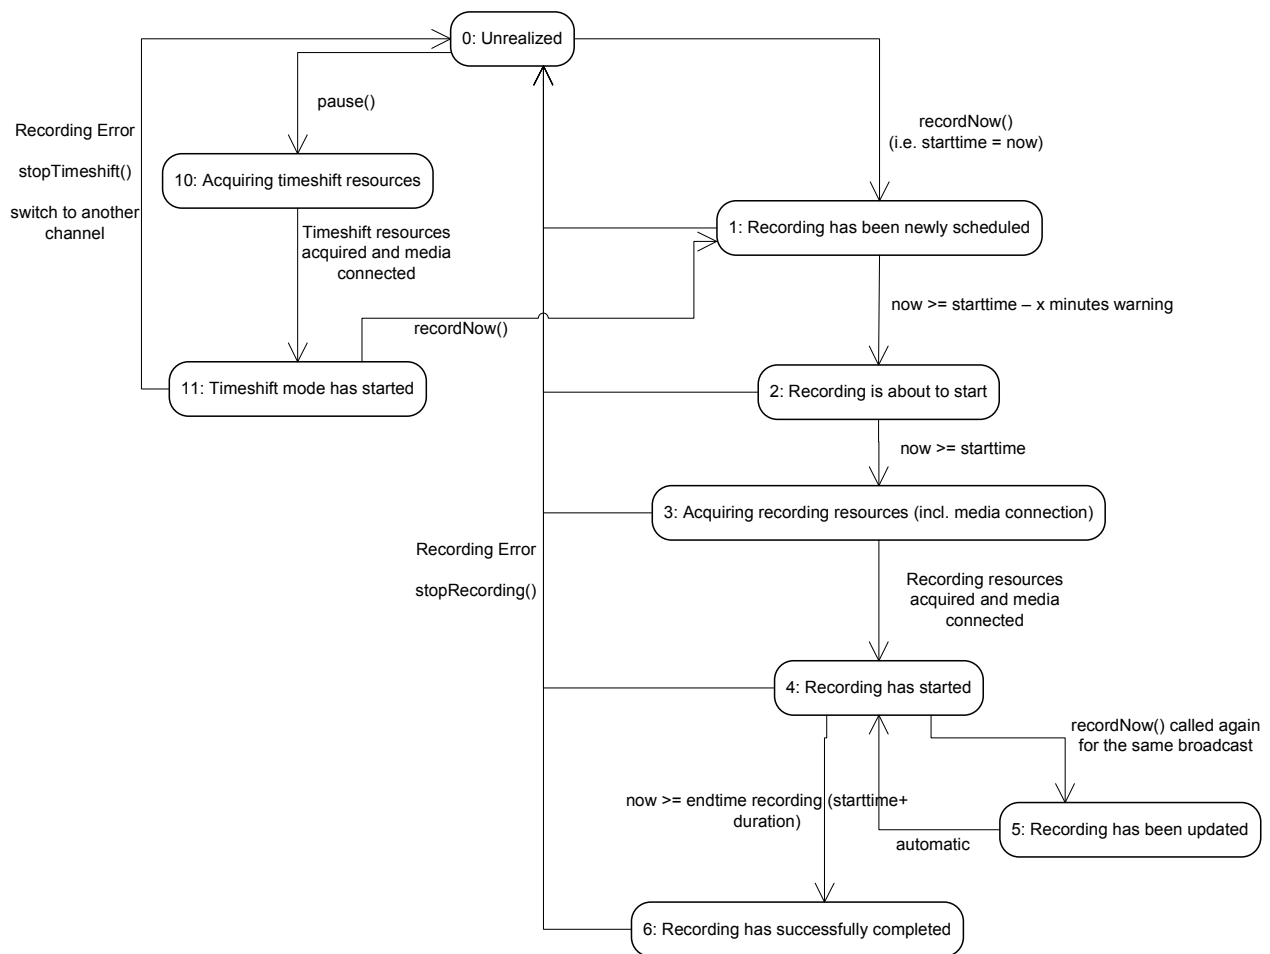 0: Unrealized
pause()
recordNow()
(i.e. starttime = now)
Recording Error
stopTimeshift()
switch to another
channel
10: Acquiring timeshift resources
1: Recording has been newly scheduled
Timeshift resources
acquired and media
connected
now >= starttime – x minutes warning
recordNow()
11: Timeshift mode has started
2: Recording is about to start
now >= starttime
3: Acquiring recording resources (incl. media connection)
Recording Error
stopRecording()
Recording resources
acquired and media
connected
4: Recording has started
recordNow() called again
for the same broadcast
now >= endtime recording (starttime+
duration)
5: Recording has been updated
automatic
6: Recording has successfully completed